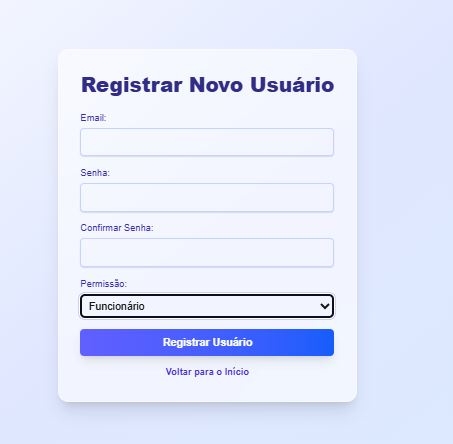 Registrar Novo Usuário
Email:
Senha:
Confirmar Senha:
Permissão:
Funcionário
Registrar Usuário
Voltar para o Início